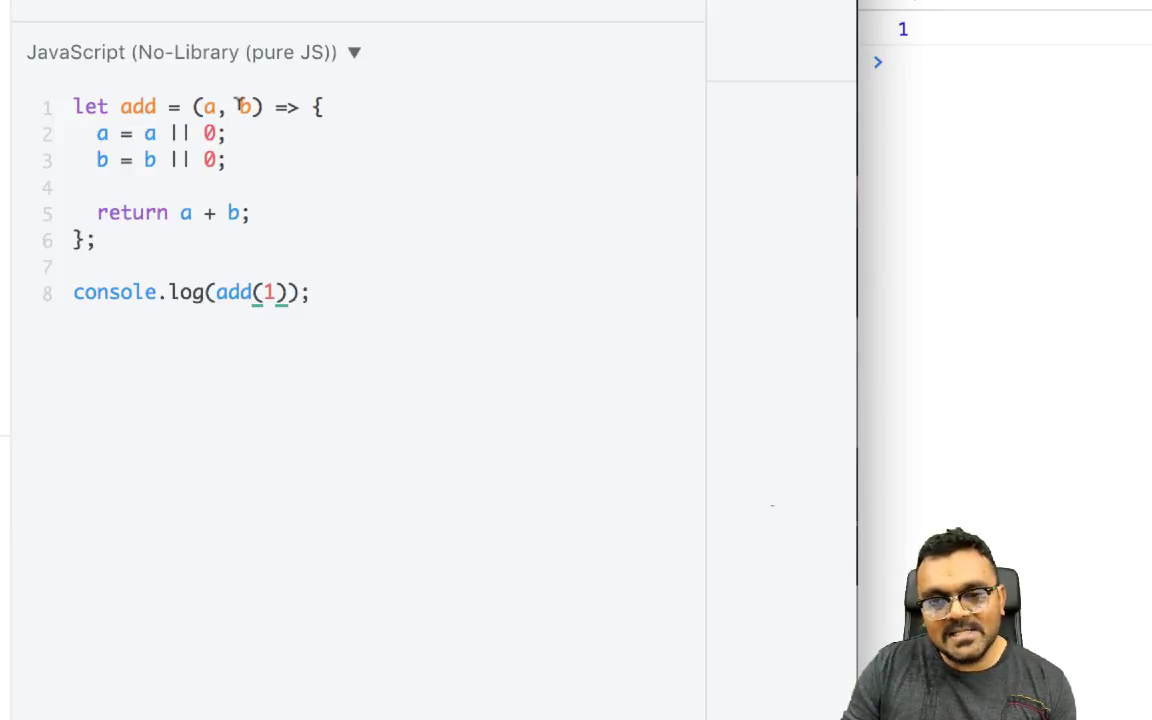 JavaScript (No-Library (pure JS)) ▼
1 let add = (a, b) => {
2 a = a || 0;
3 b = b || 0;
4
5 return a + b;
6 };
7
8 console.log(add(1));
1
>